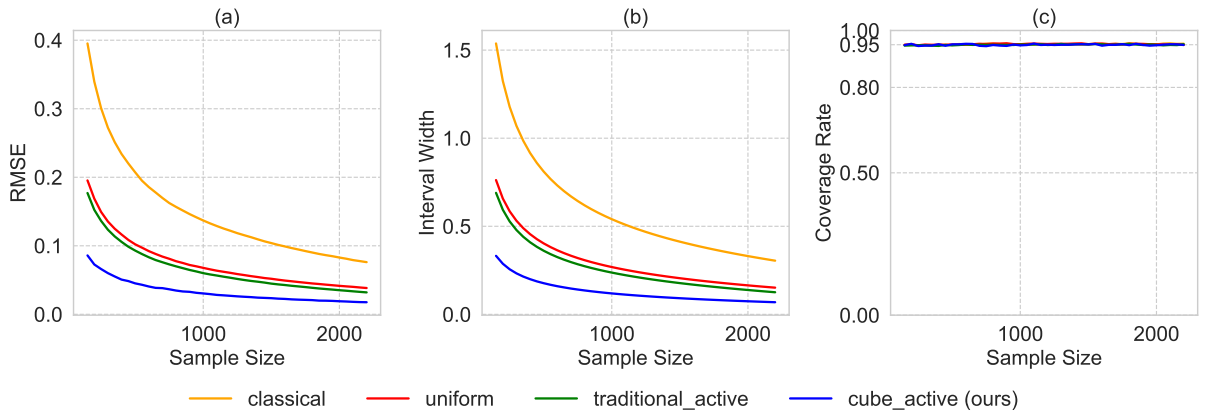 (a)
(b)
(c)
0.4
0.3
0.2
0.1
0.0
RMSE
1000
2000
Sample Size
1.5
1.0
0.5
0.0
Interval Width
1000
2000
Sample Size
1.00
0.95
0.80
0.50
0.00
Coverage Rate
1000
2000
Sample Size
classical
uniform
traditional_active
cube_active (ours)